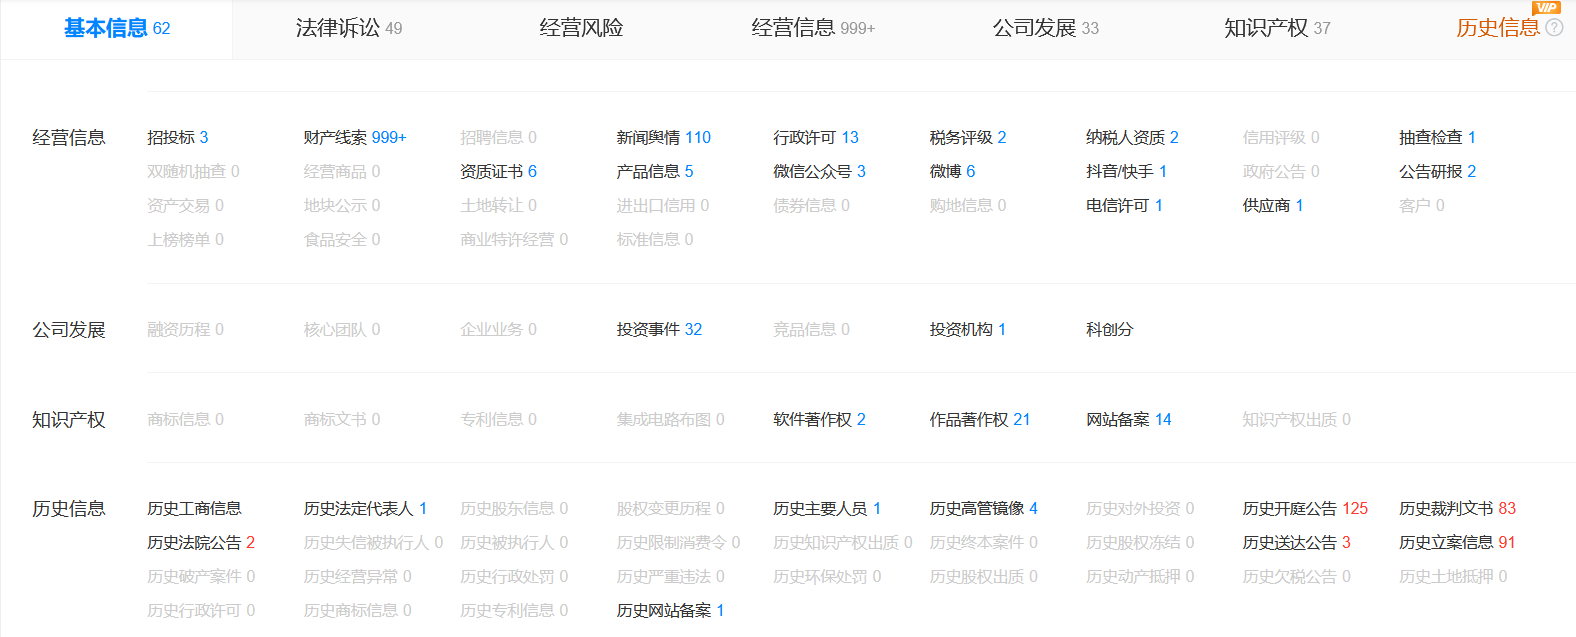 基本信息 62 法律诉讼 49 经营风险 经营信息 999+ 公司发展 33 知识产权 37 历史信息 VIP ?
经营信息 招投标 3 财产线索 999+ 招聘信息 0 新闻舆情 110 行政许可 13 税务评级 2 纳税人资质 2 信用评级 0 抽查检查 1
双随机抽查 0 经营商品 0 资质证书 6 产品信息 5 微信公众号 3 微博 6 抖音/快手 1 政府公告 0 公告研报 2
资产交易 0 地块公示 0 土地转让 0 进出口信用 0 债券信息 0 购地信息 0 电信许可 1 供应商 1 客户 0
上榜榜单 0 食品安全 0 商业特许经营 0 标准信息 0
公司发展 融资历程 0 核心团队 0 企业业务 0 投资事件 32 竞品信息 0 投资机构 1 科创分
知识产权 商标信息 0 商标文书 0 专利信息 0 集成电路布图 0 软件著作权 2 作品著作权 21 网站备案 14 知识产权出质 0
历史信息 历史工商信息 历史法定代表人 1 历史股东信息 0 股权变更历程 0 历史主要人员 1 历史高管镜像 4 历史对外投资 0 历史开庭公告 125 历史裁判文书 83
历史法院公告 2 历史失信被执行人 0 历史被执行人 0 历史限制消费令 0 历史知识产权出质 0 历史终本案件 0 历史股权冻结 0 历史送达公告 3 历史立案信息 91
历史破产案件 0 历史经营异常 0 历史行政处罚 0 历史严重违法 0 历史环保处罚 0 历史股权出质 0 历史动产抵押 0 历史欠税公告 0 历史土地抵押 0
历史行政许可 0 历史商标信息 0 历史专利信息 0 历史网站备案 1